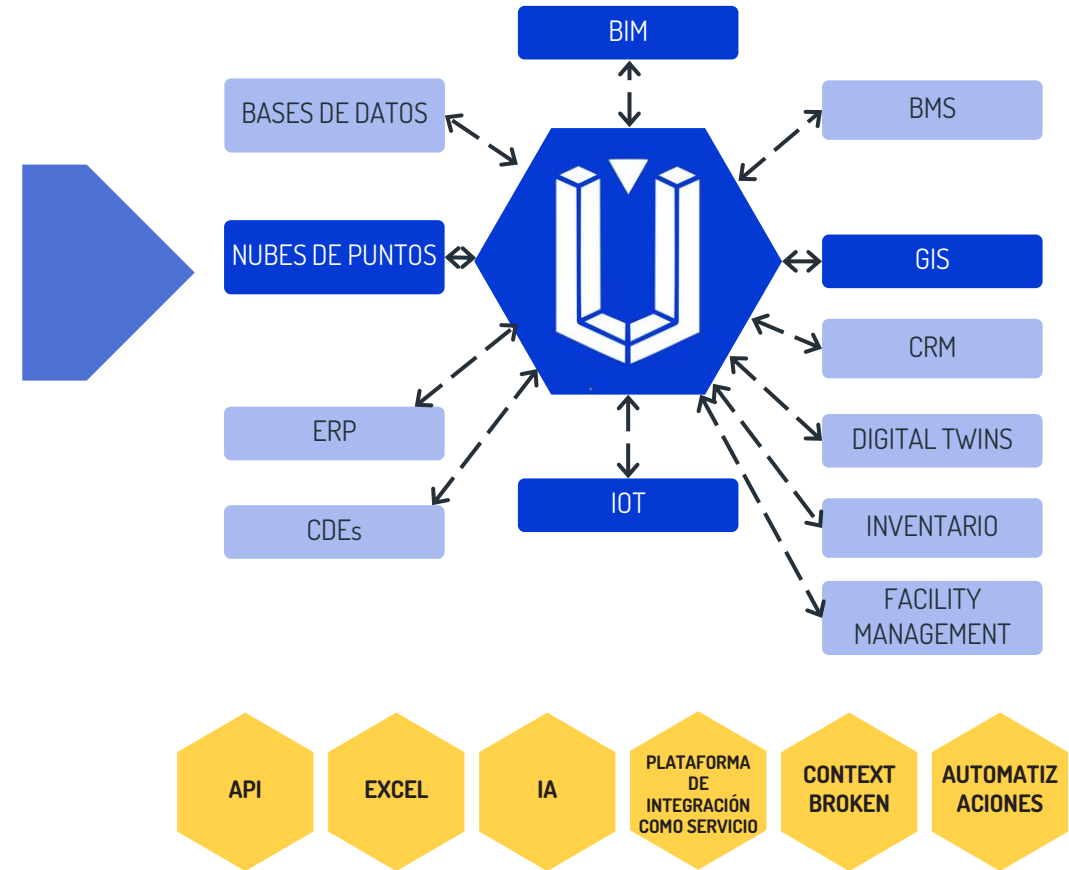 BIM
BASES DE DATOS
BMS
NUBES DE PUNTOS
GIS
CRM
ERP
DIGITAL TWINS
IOT
CDEs
INVENTARIO
FACILITY
MANAGEMENT
API
EXCEL
IA
PLATAFORMA
DE
INTEGRACIÓN
COMO SERVICIO
CONTEXT
BROKEN
AUTOMATIZ
ACIONES